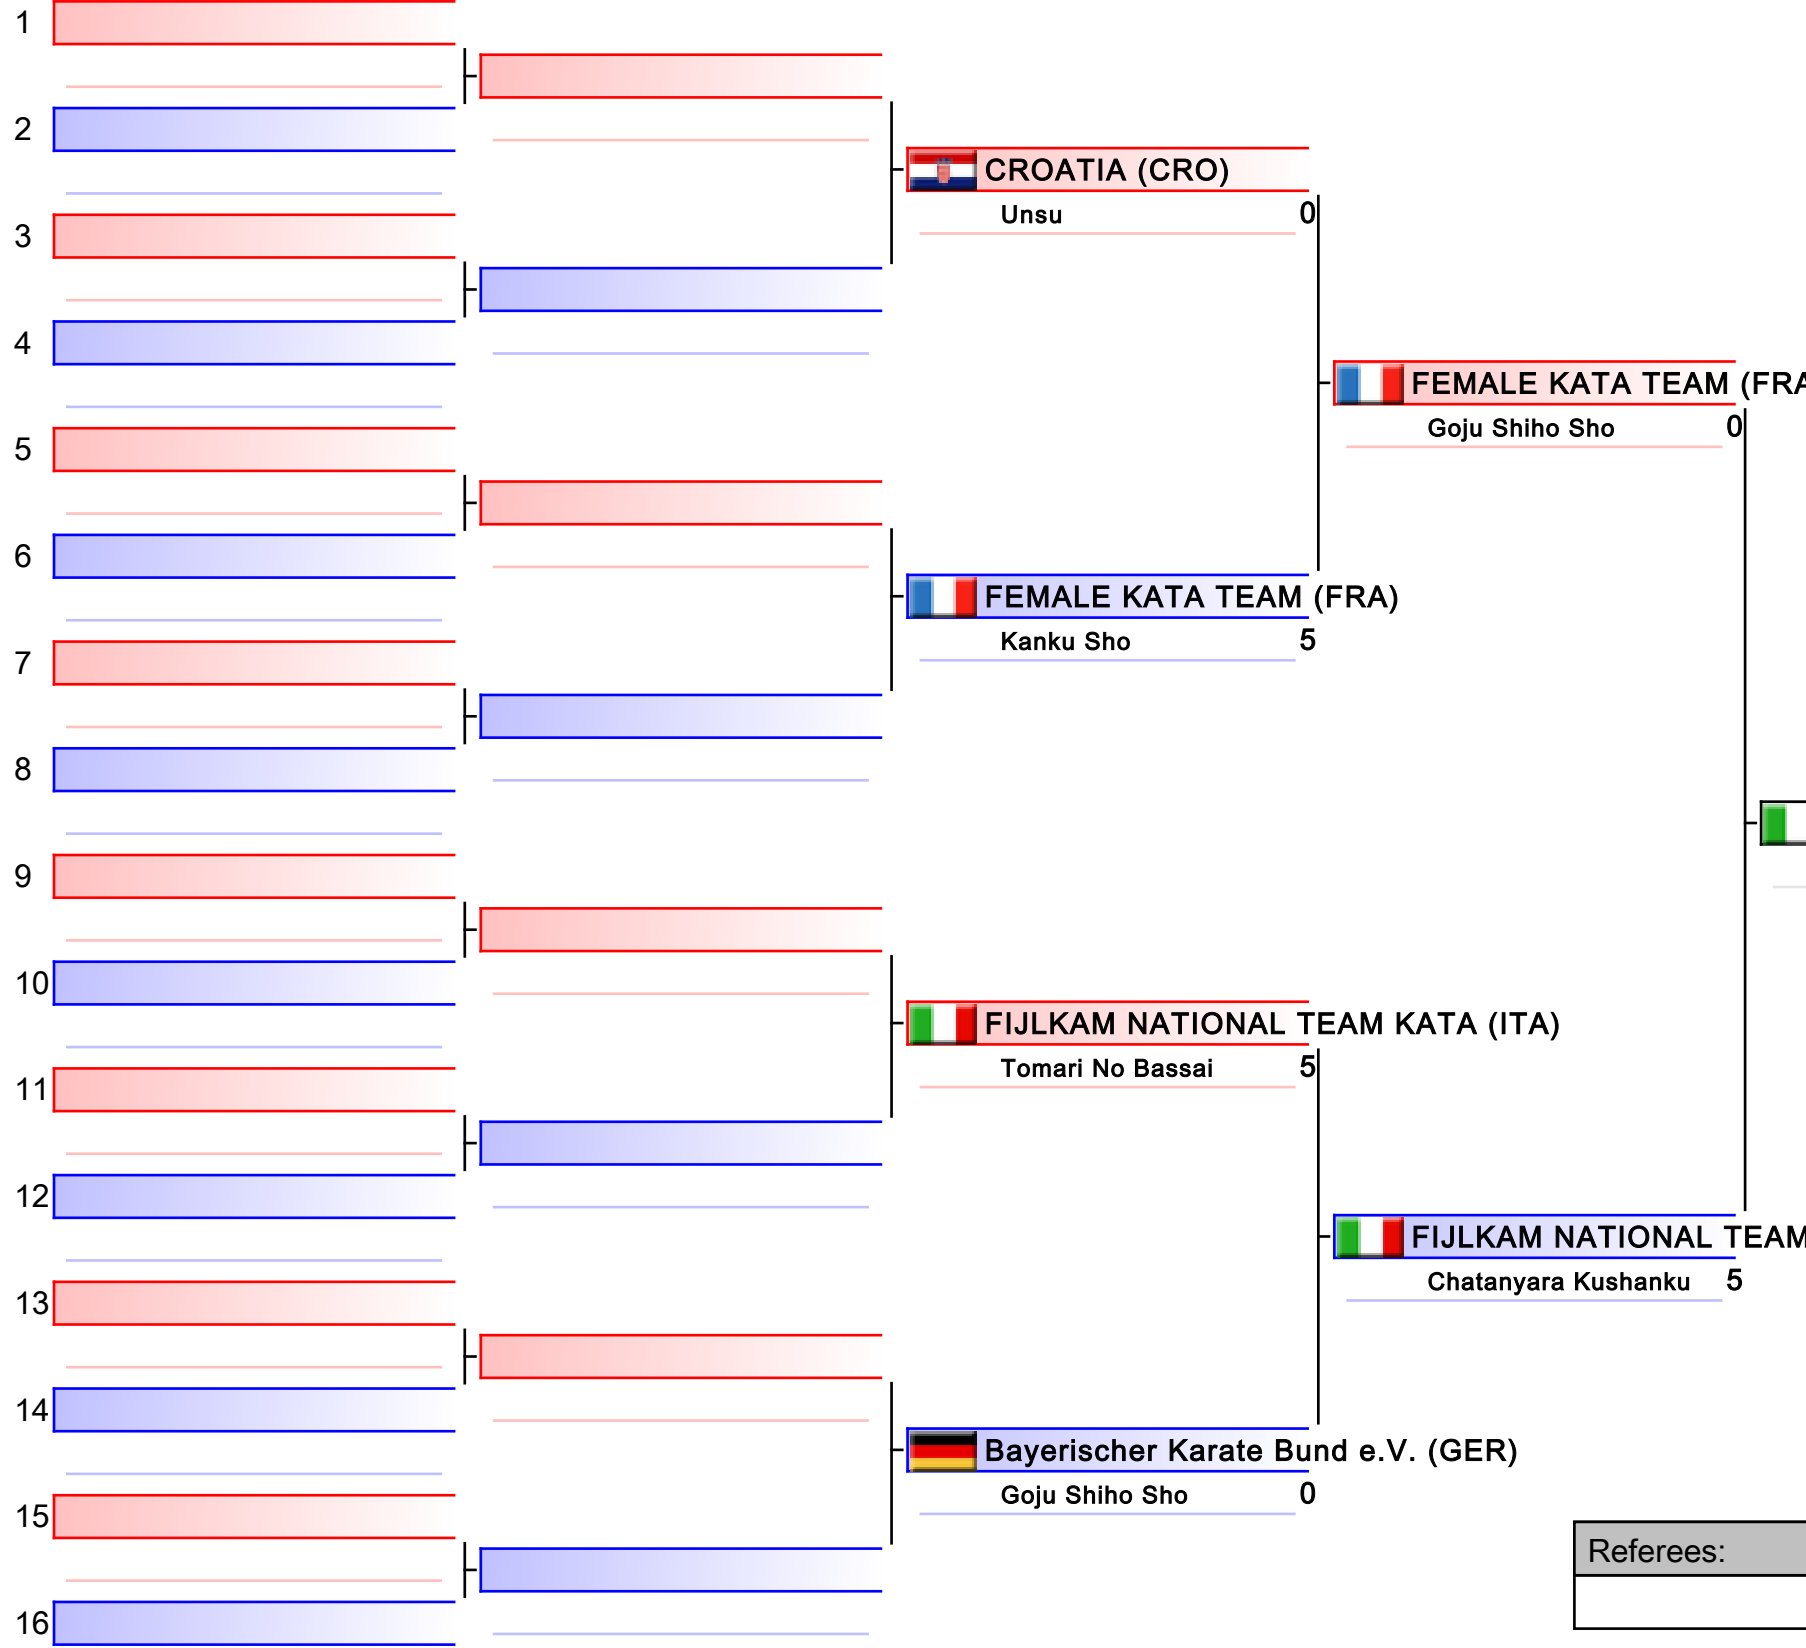 1
2
CROATIA (CRO)
Unsu 0
3
4
FEMALE KATA TEAM (FRA
Goju Shiho Sho 0
5
6
FEMALE KATA TEAM (FRA)
Kanku Sho 5
7
8
9
10
FIJLKAM NATIONAL TEAM KATA (ITA)
Tomari No Bassai 5
11
12
FIJLKAM NATIONAL TEAM
Chatanyara Kushanku 5
13
14
Bayerischer Karate Bund e.V. (GER)
Goju Shiho Sho 0
15
Referees:
16